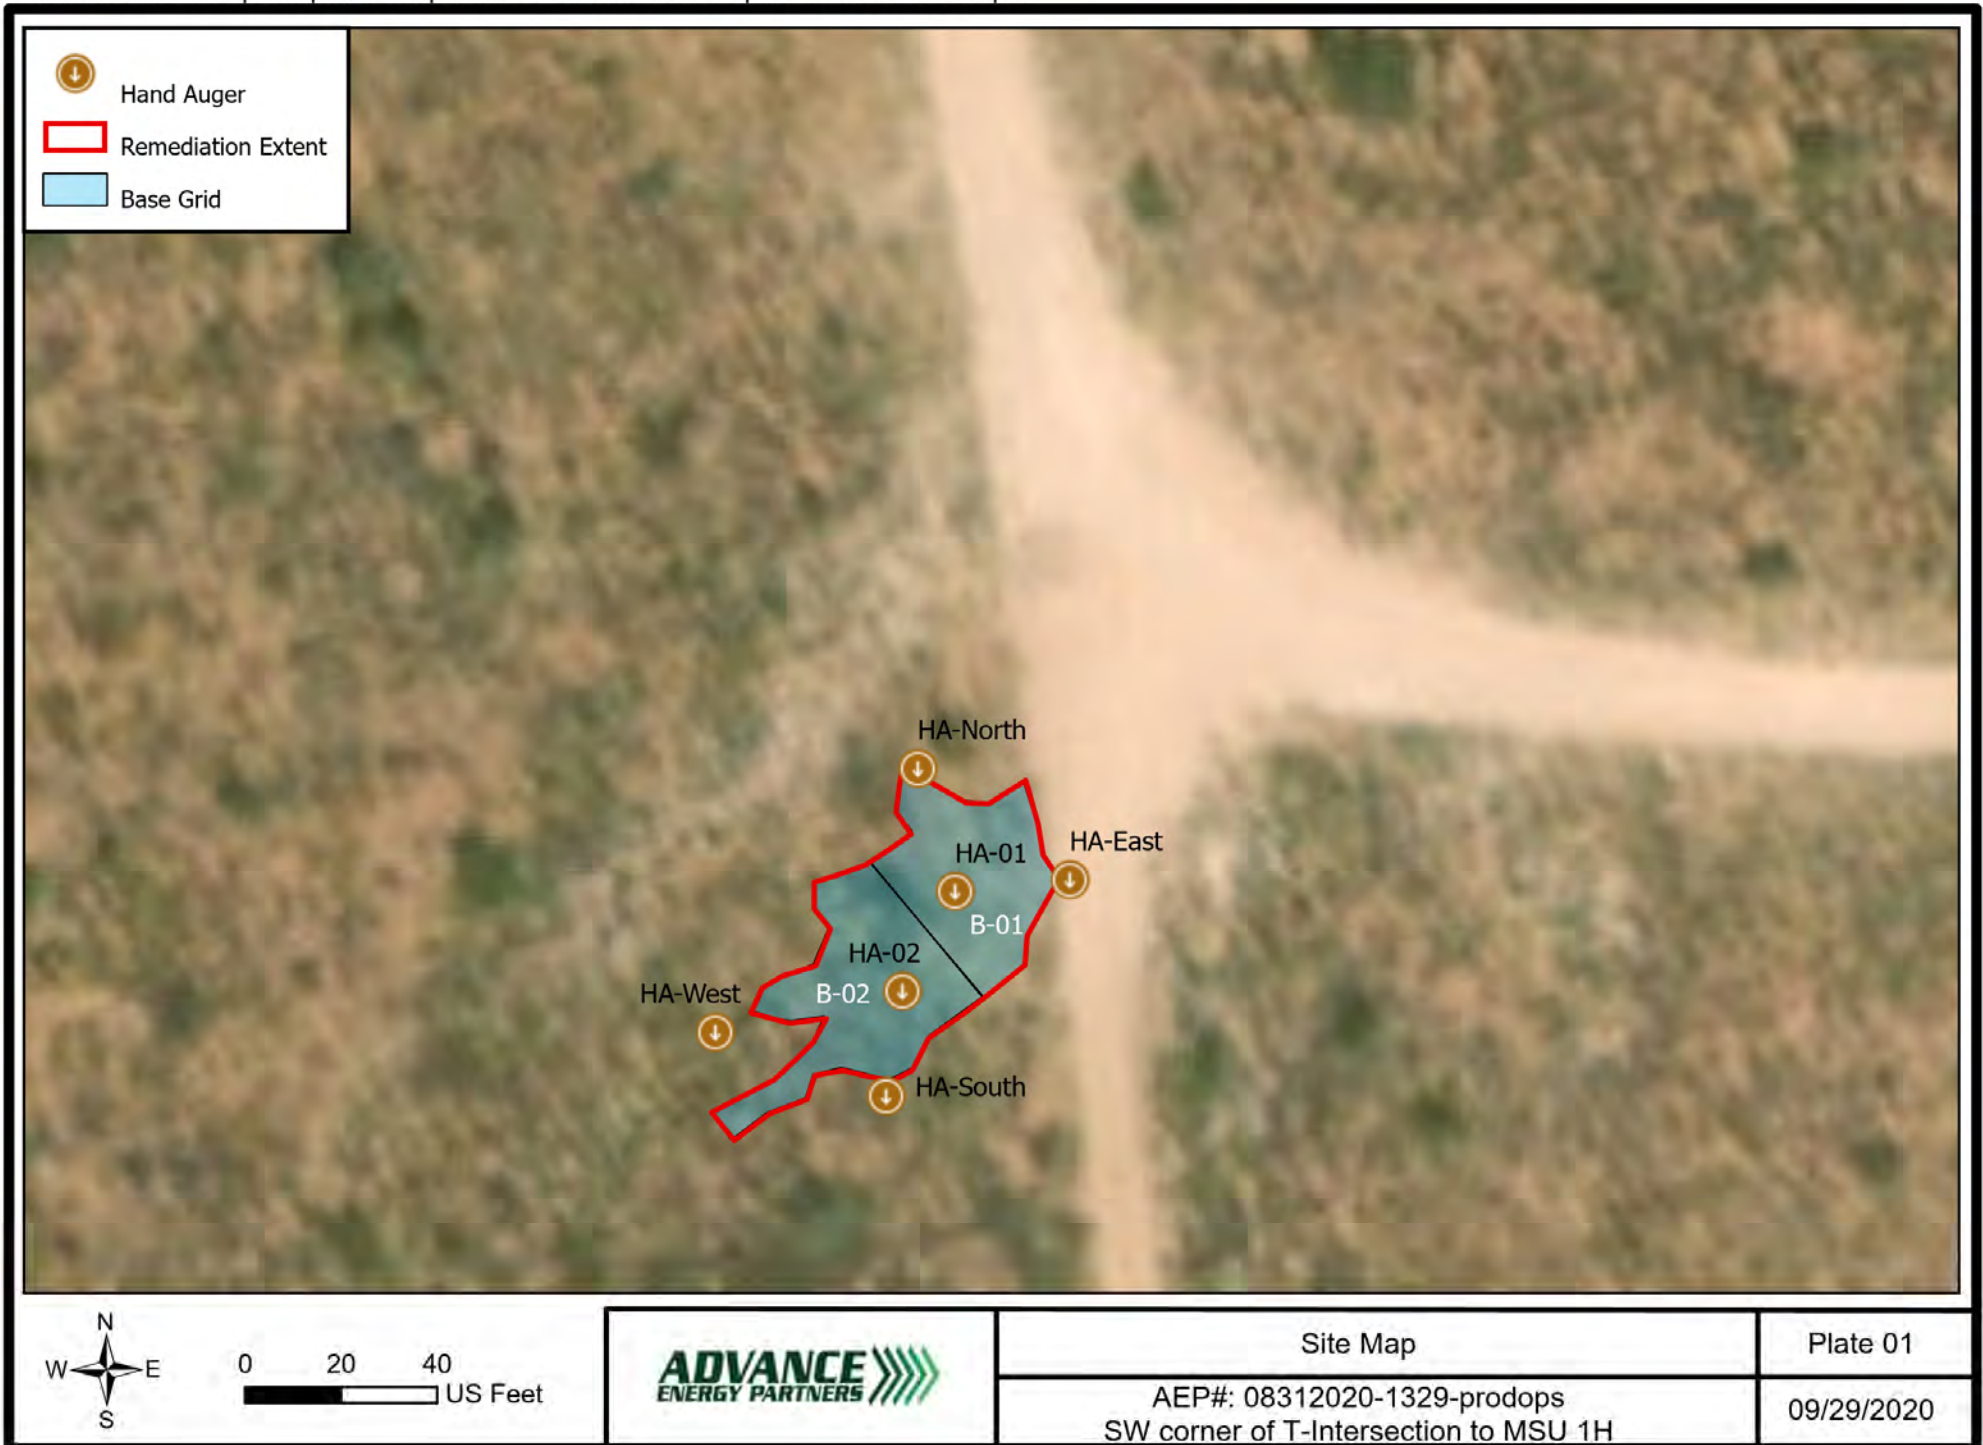 Hand Auger
Remediation Extent
Base Grid
HA-North
HA-East
HA-01
B-01
HA-02
HA-West
B-02
HA-South
N
W E
S
0 20 40
US Feet
ADVANCE
ENERGY PARTNERS
Site Map
Plate 01
AEP#: 08312020-1329-prodops
SW corner of T-Intersection to MSU 1H
09/29/2020